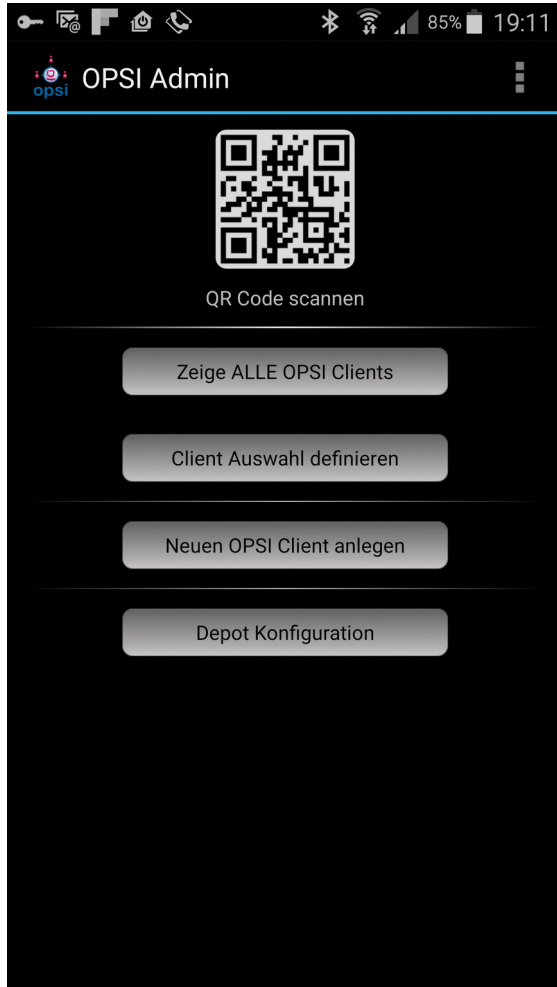 85% 19:11
opsi OPSI Admin
QR Code scannen
Zeige ALLE OPSI Clients
Client Auswahl definieren
Neuen OPSI Client anlegen
Depot Konfiguration